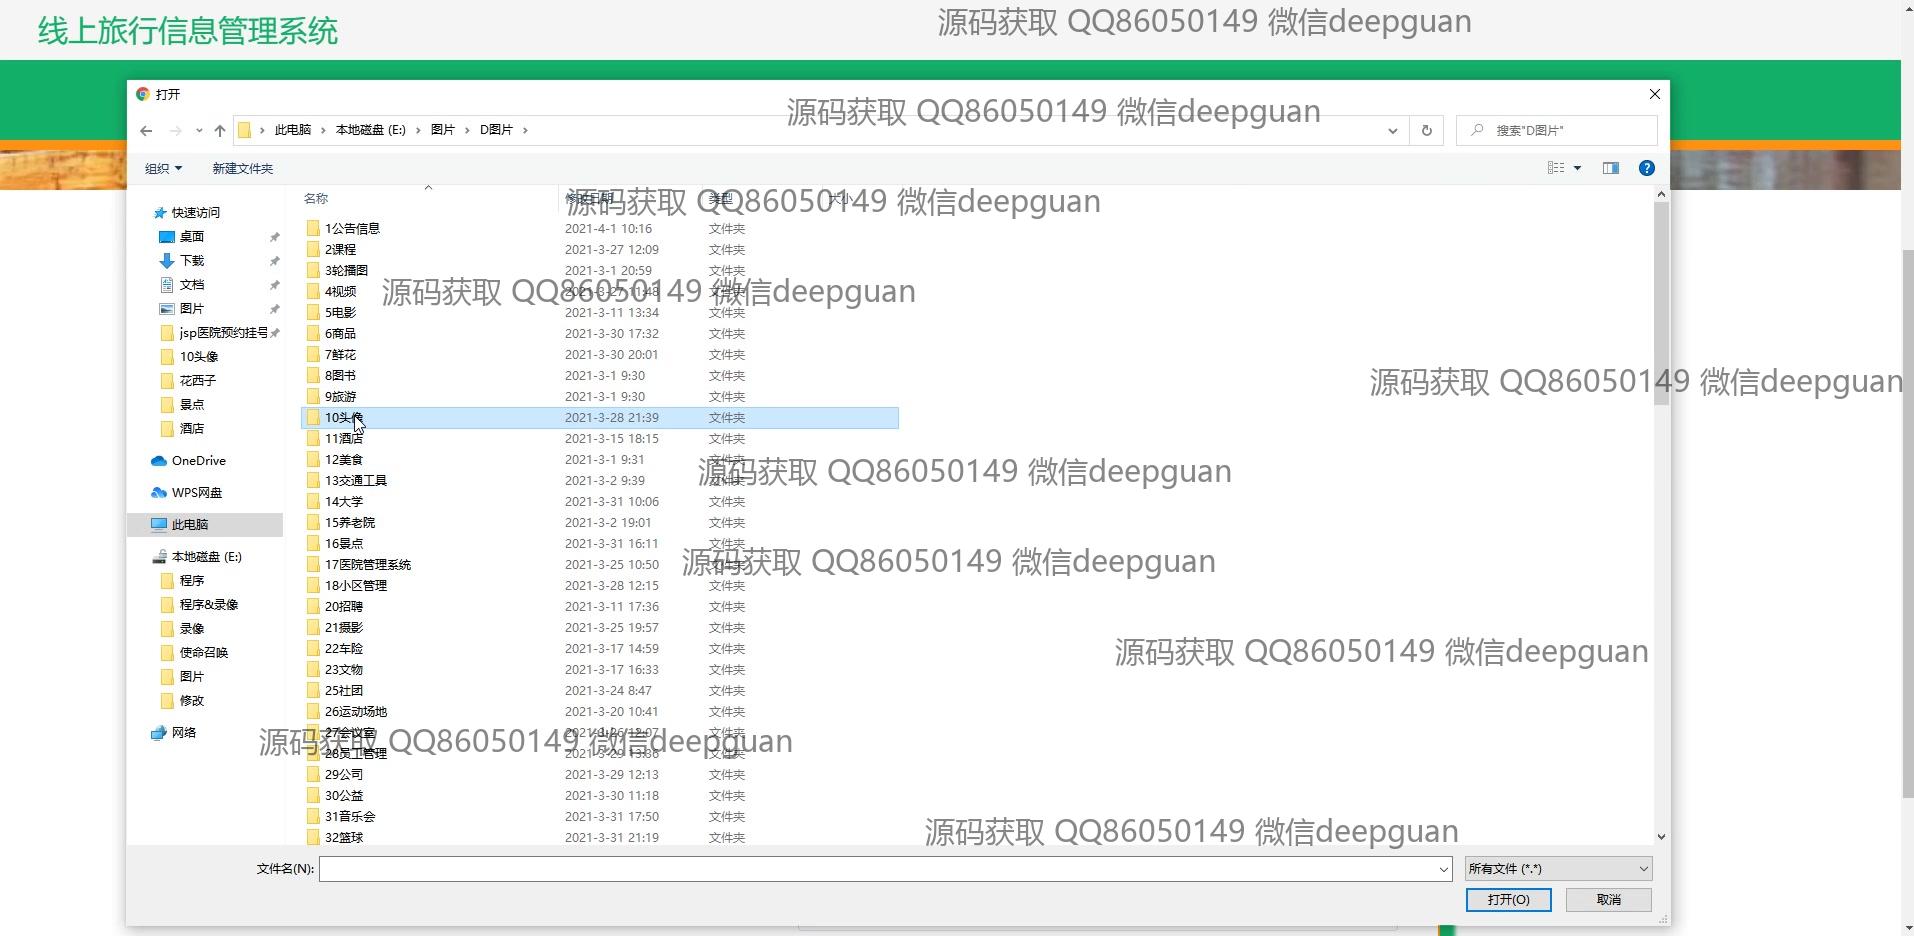 线上旅行信息管理系统
源码获取 QQ86050149 微信deepguan
打开
源码获取 QQ86050149 微信deepguan
此电脑 › 本地磁盘 (E:) › 图片 › D图片 ›
搜索"D图片"
组织 新建文件夹
名称 修改日期 类型 大小
源码获取 QQ86050149 微信deepguan
快速访问
桌面
下载
文档
图片
jsp医院预约挂号
10头像
花西子
景点
酒店
OneDrive
WPS网盘
此电脑
本地磁盘 (E:)
程序
程序&录像
录像
使命召唤
图片
修改
网络
1公告信息 2021-4-1 10:16 文件夹
2课程 2021-3-27 12:09 文件夹
3轮播图 2021-3-1 20:59 文件夹
4视频 2021-3-27 11:48 文件夹
源码获取 QQ86050149 微信deepguan
5电影 2021-3-11 13:34 文件夹
6商品 2021-3-30 17:32 文件夹
7鲜花 2021-3-30 20:01 文件夹
8图书 2021-3-1 9:30 文件夹
源码获取 QQ86050149 微信deepguan
9旅游 2021-3-1 9:30 文件夹
10头像 2021-3-28 21:39 文件夹
11酒店 2021-3-15 18:15 文件夹
12美食 2021-3-1 9:31 文件夹
源码获取 QQ86050149 微信deepguan
13交通工具 2021-3-2 9:39 文件夹
14大学 2021-3-31 10:06 文件夹
15养老院 2021-3-2 19:01 文件夹
16景点 2021-3-31 16:11 文件夹
17医院管理系统 2021-3-25 10:50 文件夹
源码获取 QQ86050149 微信deepguan
18小区管理 2021-3-28 12:15 文件夹
20招聘 2021-3-11 17:36 文件夹
21摄影 2021-3-25 19:57 文件夹
22车险 2021-3-17 14:59 文件夹
源码获取 QQ86050149 微信deepguan
23文物 2021-3-17 16:33 文件夹
25社团 2021-3-24 8:47 文件夹
26运动场地 2021-3-20 10:41 文件夹
27会议室 2021-3-26 12:07 文件夹
源码获取 QQ86050149 微信deepguan
28员工管理 2021-3-29 13:36 文件夹
29公司 2021-3-29 12:13 文件夹
30公益 2021-3-30 11:18 文件夹
31音乐会 2021-3-31 17:50 文件夹
32篮球 2021-3-31 21:19 文件夹
源码获取 QQ86050149 微信deepguan
文件名(N): 所有文件 (*.*)
打开(O) 取消